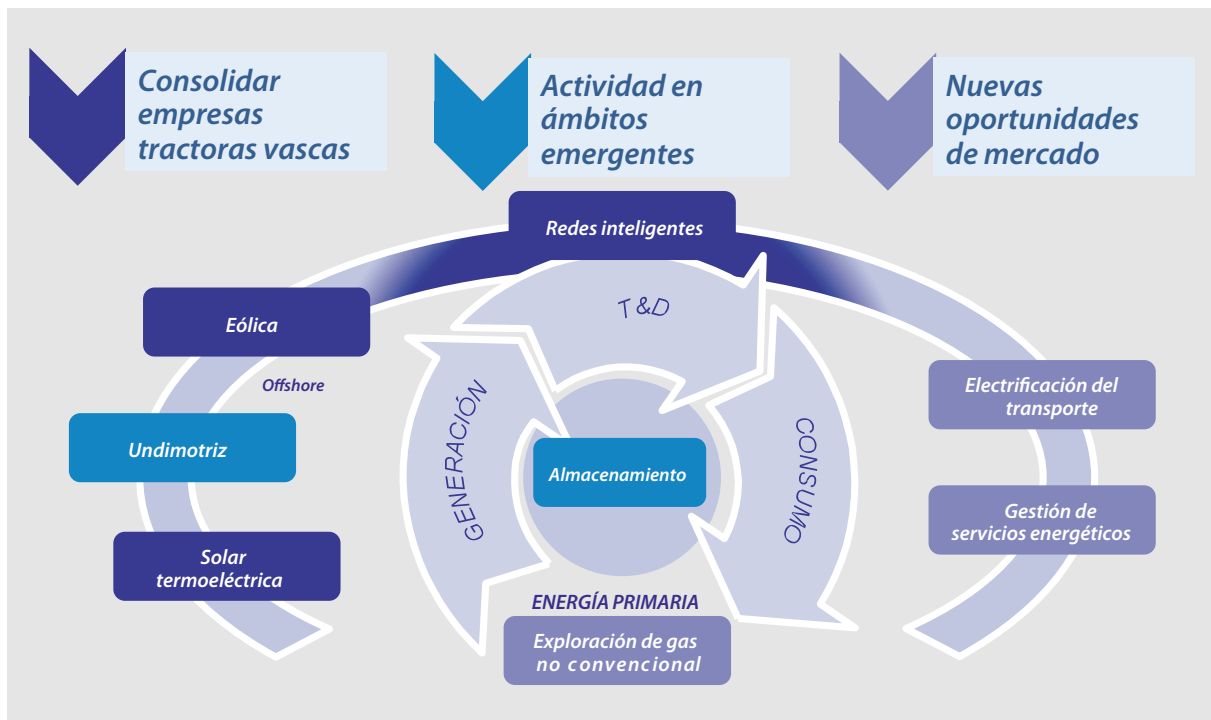 Consolidar
empresas
tractoras vascas
Actividad en
ámbitos
emergentes
Nuevas
oportunidades
de mercado
Redes inteligentes
Eólica
Offshore
Undimotriz
Solar
termoeléctrica
T&D
GENERACIÓN
CONSUMO
Almacenamiento
Electrificación del
transporte
Gestión de
servicios energéticos
ENERGÍA PRIMARIA
Exploración de gas
no convencional